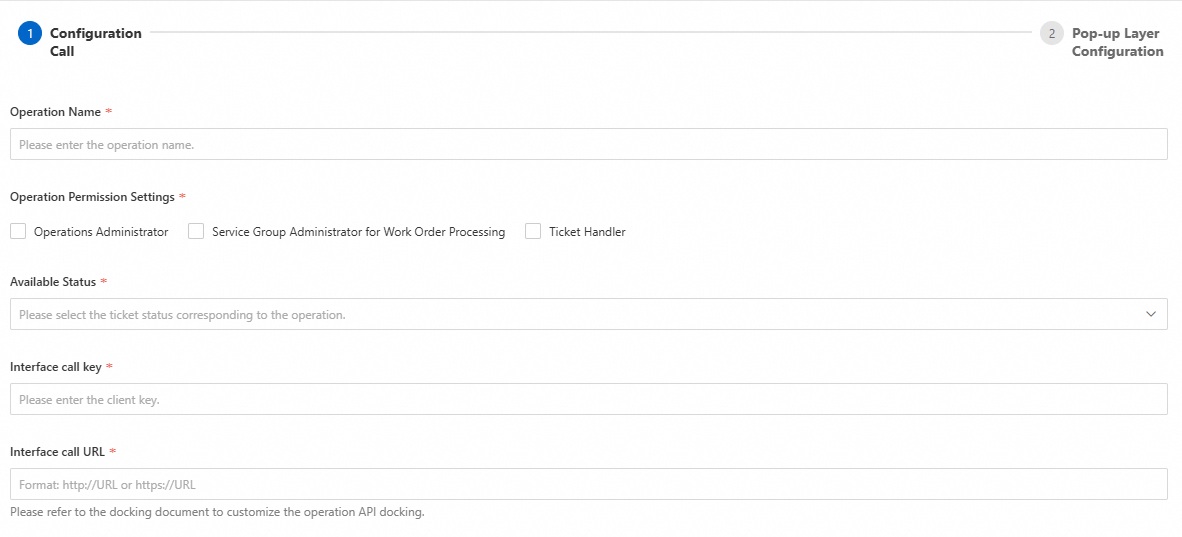 1 Configuration Call
2 Pop-up Layer Configuration
Operation Name *
Please enter the operation name.
Operation Permission Settings *
Operations Administrator Service Group Administrator for Work Order Processing Ticket Handler
Available Status *
Please select the ticket status corresponding to the operation.
Interface call key *
Please enter the client key.
Interface call URL *
Format: http://URL or https://URL
Please refer to the docking document to customize the operation API docking.